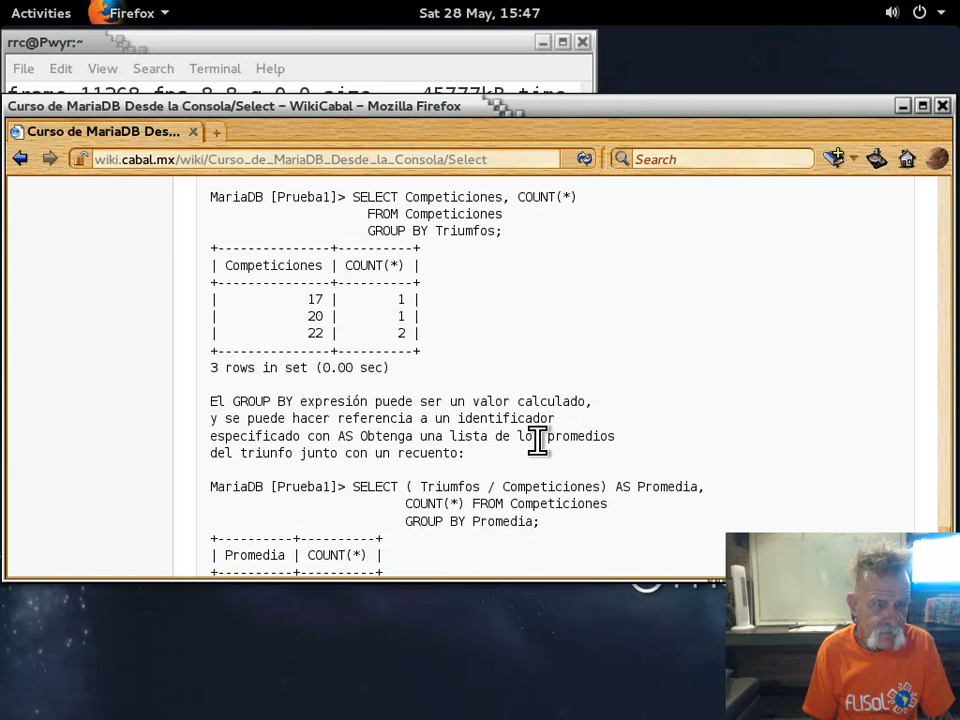 Activities Firefox Sat 28 May, 15:47
rrc@Pwyr:~
File Edit View Search Terminal Help
Curso de MariaDB Desde la Consola/Select – WikiCabal – Mozilla Firefox
Curso de MariaDB Des... × +
wiki.cabal.mx/wiki/Curso_de_MariaDB_Desde_la_Consola/Select Search
MariaDB [Prueba1]> SELECT Competiciones, COUNT(*)
FROM Competiciones
GROUP BY Triumfos;
+---------------+----------+
| Competiciones | COUNT(*) |
+---------------+----------+
| 17 | 1 |
| 20 | 1 |
| 22 | 2 |
+---------------+----------+
3 rows in set (0.00 sec)
El GROUP BY expresión puede ser un valor calculado,
y se puede hacer referencia a un identificador
especificado con AS Obtenga una lista de los promedios
del triunfo junto con un recuento:
MariaDB [Prueba1]> SELECT ( Triumfos / Competiciones) AS Promedia,
COUNT(*) FROM Competiciones
GROUP BY Promedia;
+----------+----------+
| Promedia | COUNT(*) |
+----------+----------+
FLISOL